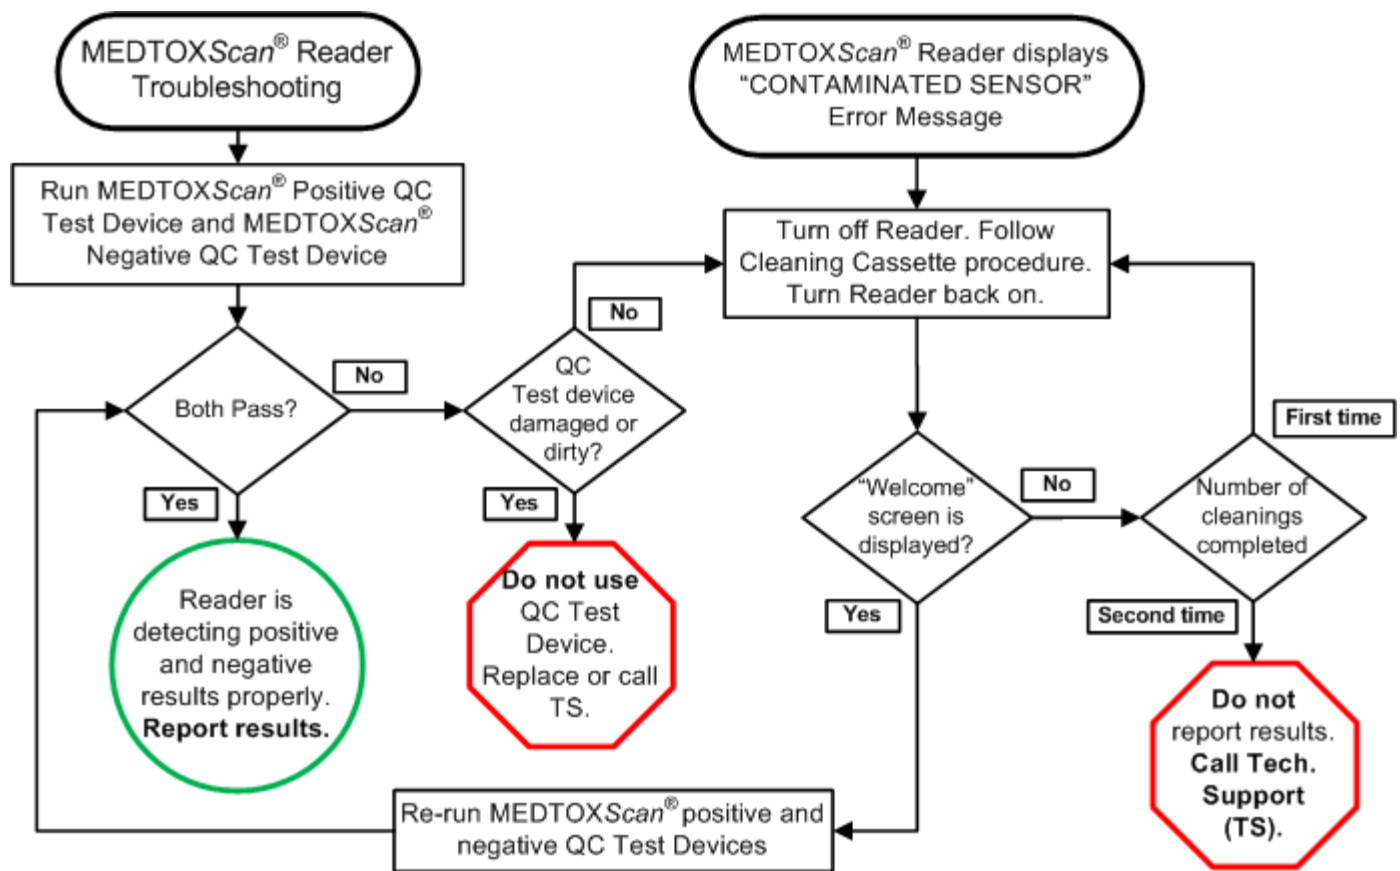 MEDTOXScan® Reader
Troubleshooting
Run MEDTOXScan® Positive QC
Test Device and MEDTOXScan®
Negative QC Test Device
Both Pass?
No
Yes
Reader is
detecting positive
and negative
results properly.
Report results.
QC
Test device
damaged or
dirty?
No
Yes
Do not use
QC Test
Device.
Replace or call
TS.
MEDTOXScan® Reader displays
“CONTAMINATED SENSOR”
Error Message
Turn off Reader. Follow
Cleaning Cassette procedure.
Turn Reader back on.
“Welcome”
screen is
displayed?
No
Yes
Number of
cleanings
completed
First time
Second time
Do not
report results.
Call Tech.
Support
(TS).
Re-run MEDTOXScan® positive and
negative QC Test Devices